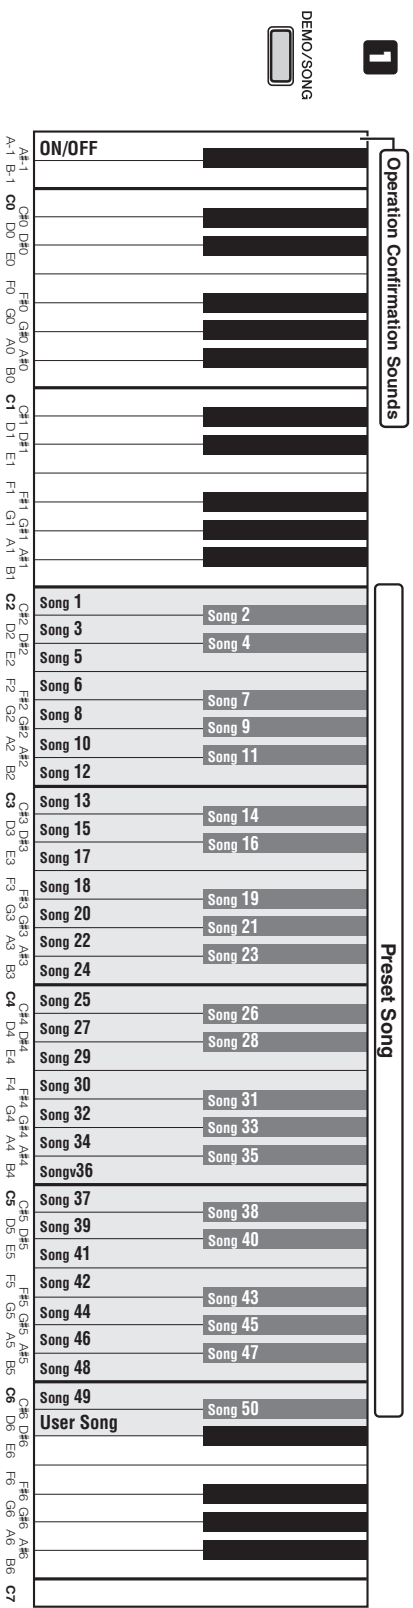 1
DEMO/SONG
Operation Confirmation Sounds
ON/OFF
Preset Song
Song 1
Song 2
Song 3
Song 4
Song 5
Song 6
Song 7
Song 8
Song 9
Song 10
Song 11
Song 12
Song 13
Song 14
Song 15
Song 16
Song 17
Song 18
Song 19
Song 20
Song 21
Song 22
Song 23
Song 24
Song 25
Song 26
Song 27
Song 28
Song 29
Song 30
Song 31
Song 32
Song 33
Song 34
Song 35
Songv36
Song 37
Song 38
Song 39
Song 40
Song 41
Song 42
Song 43
Song 44
Song 45
Song 46
Song 47
Song 48
Song 49
Song 50
User Song
A#-1
A-1 B-1
C#0 D#0 F#0 G#0 A#0
C0 D0 E0 F0 G0 A0 B0
C#1 D#1 F#1 G#1 A#1
C1 D1 E1 F1 G1 A1 B1
C#2 D#2 F#2 G#2 A#2
C2 D2 E2 F2 G2 A2 B2
C#3 D#3 F#3 G#3 A#3
C3 D3 E3 F3 G3 A3 B3
C#4 D#4 F#4 G#4 A#4
C4 D4 E4 F4 G4 A4 B4
C#5 D#5 F#5 G#5 A#5
C5 D5 E5 F5 G5 A5 B5
C#6 D#6 F#6 G#6 A#6
C6 D6 E6 F6 G6 A6 B6 C7